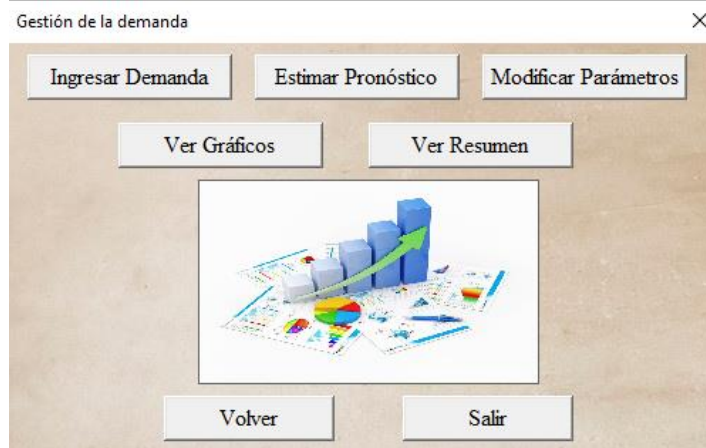 Gestión de la demanda
Ingresar Demanda Estimar Pronóstico Modificar Parámetros
Ver Gráficos Ver Resumen
Volver Salir